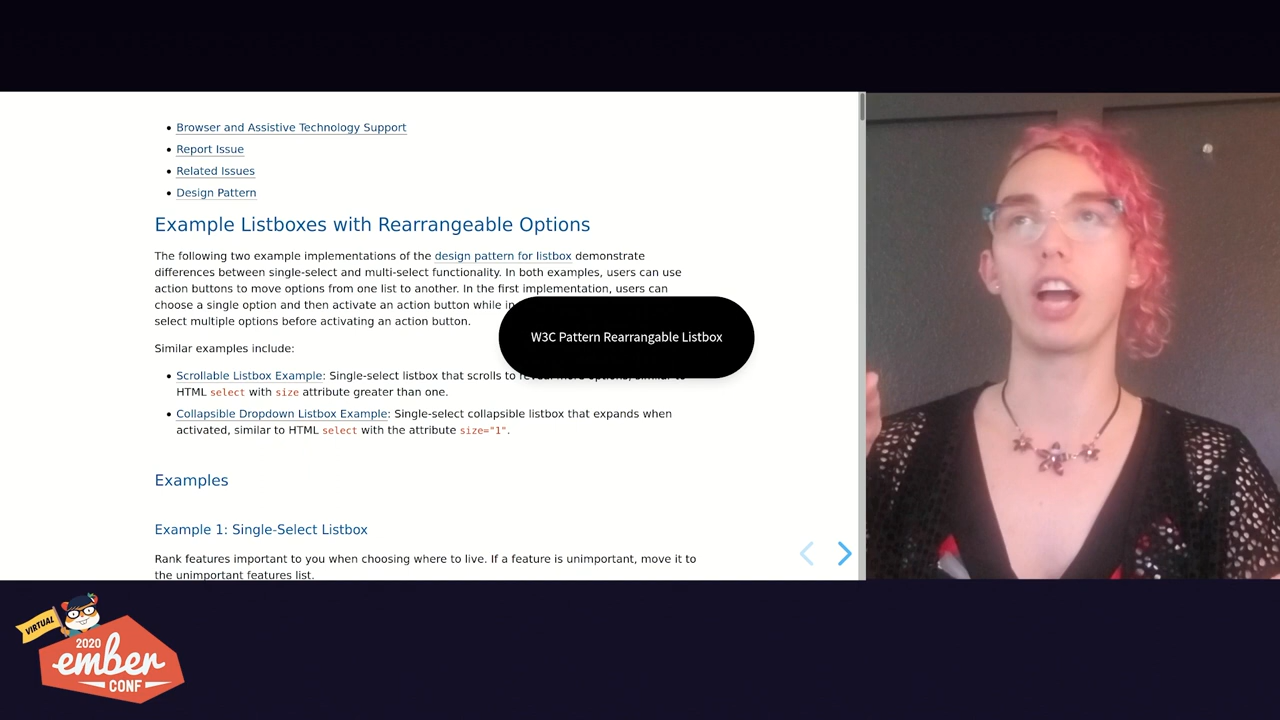 Browser and Assistive Technology Support
Report Issue
Related Issues
Design Pattern
Example Listboxes with Rearrangeable Options
The following two example implementations of the design pattern for listbox demonstrate
differences between single-select and multi-select functionality. In both examples, users can use
action buttons to move options from one list to another. In the first implementation, users can
choose a single option and then activate an action button while in
select multiple options before activating an action button.
W3C Pattern Rearrangable Listbox
Similar examples include:
Scrollable Listbox Example: Single-select listbox that scrolls to
HTML select with size attribute greater than one.
Collapsible Dropdown Listbox Example: Single-select collapsible listbox that expands when
activated, similar to HTML select with the attribute size="1".
Examples
Example 1: Single-Select Listbox
Rank features important to you when choosing where to live. If a feature is unimportant, move it to
the unimportant features list.
VIRTUAL
2020
ember
CONF